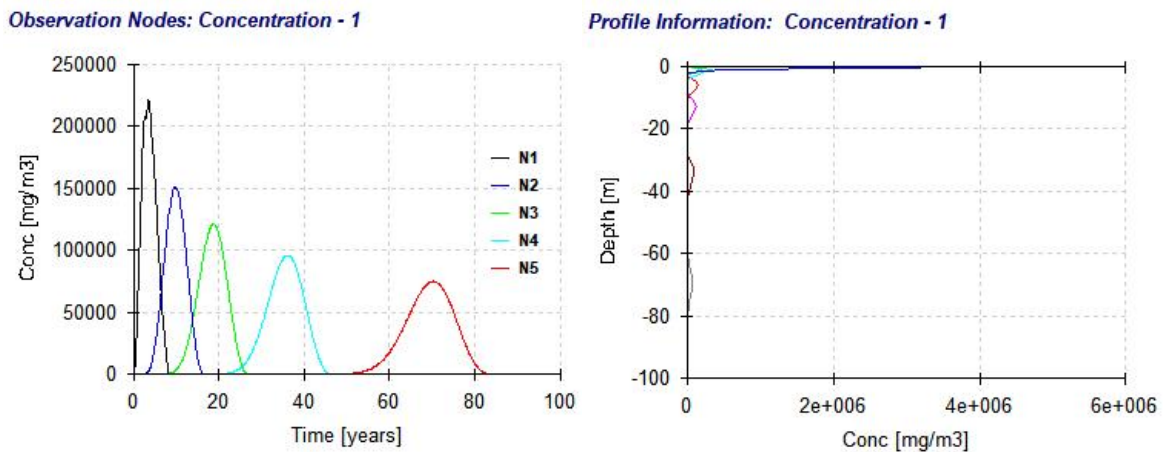 Observation Nodes: Concentration - 1
250000
200000
150000
100000
50000
0
Conc [mg/m3]
0
20
40
60
80
100
Time [years]
N1
N2
N3
N4
N5
Profile Information: Concentration - 1
0
-20
-40
-60
-80
-100
Depth [m]
0
2e+006
4e+006
6e+006
Conc [mg/m3]